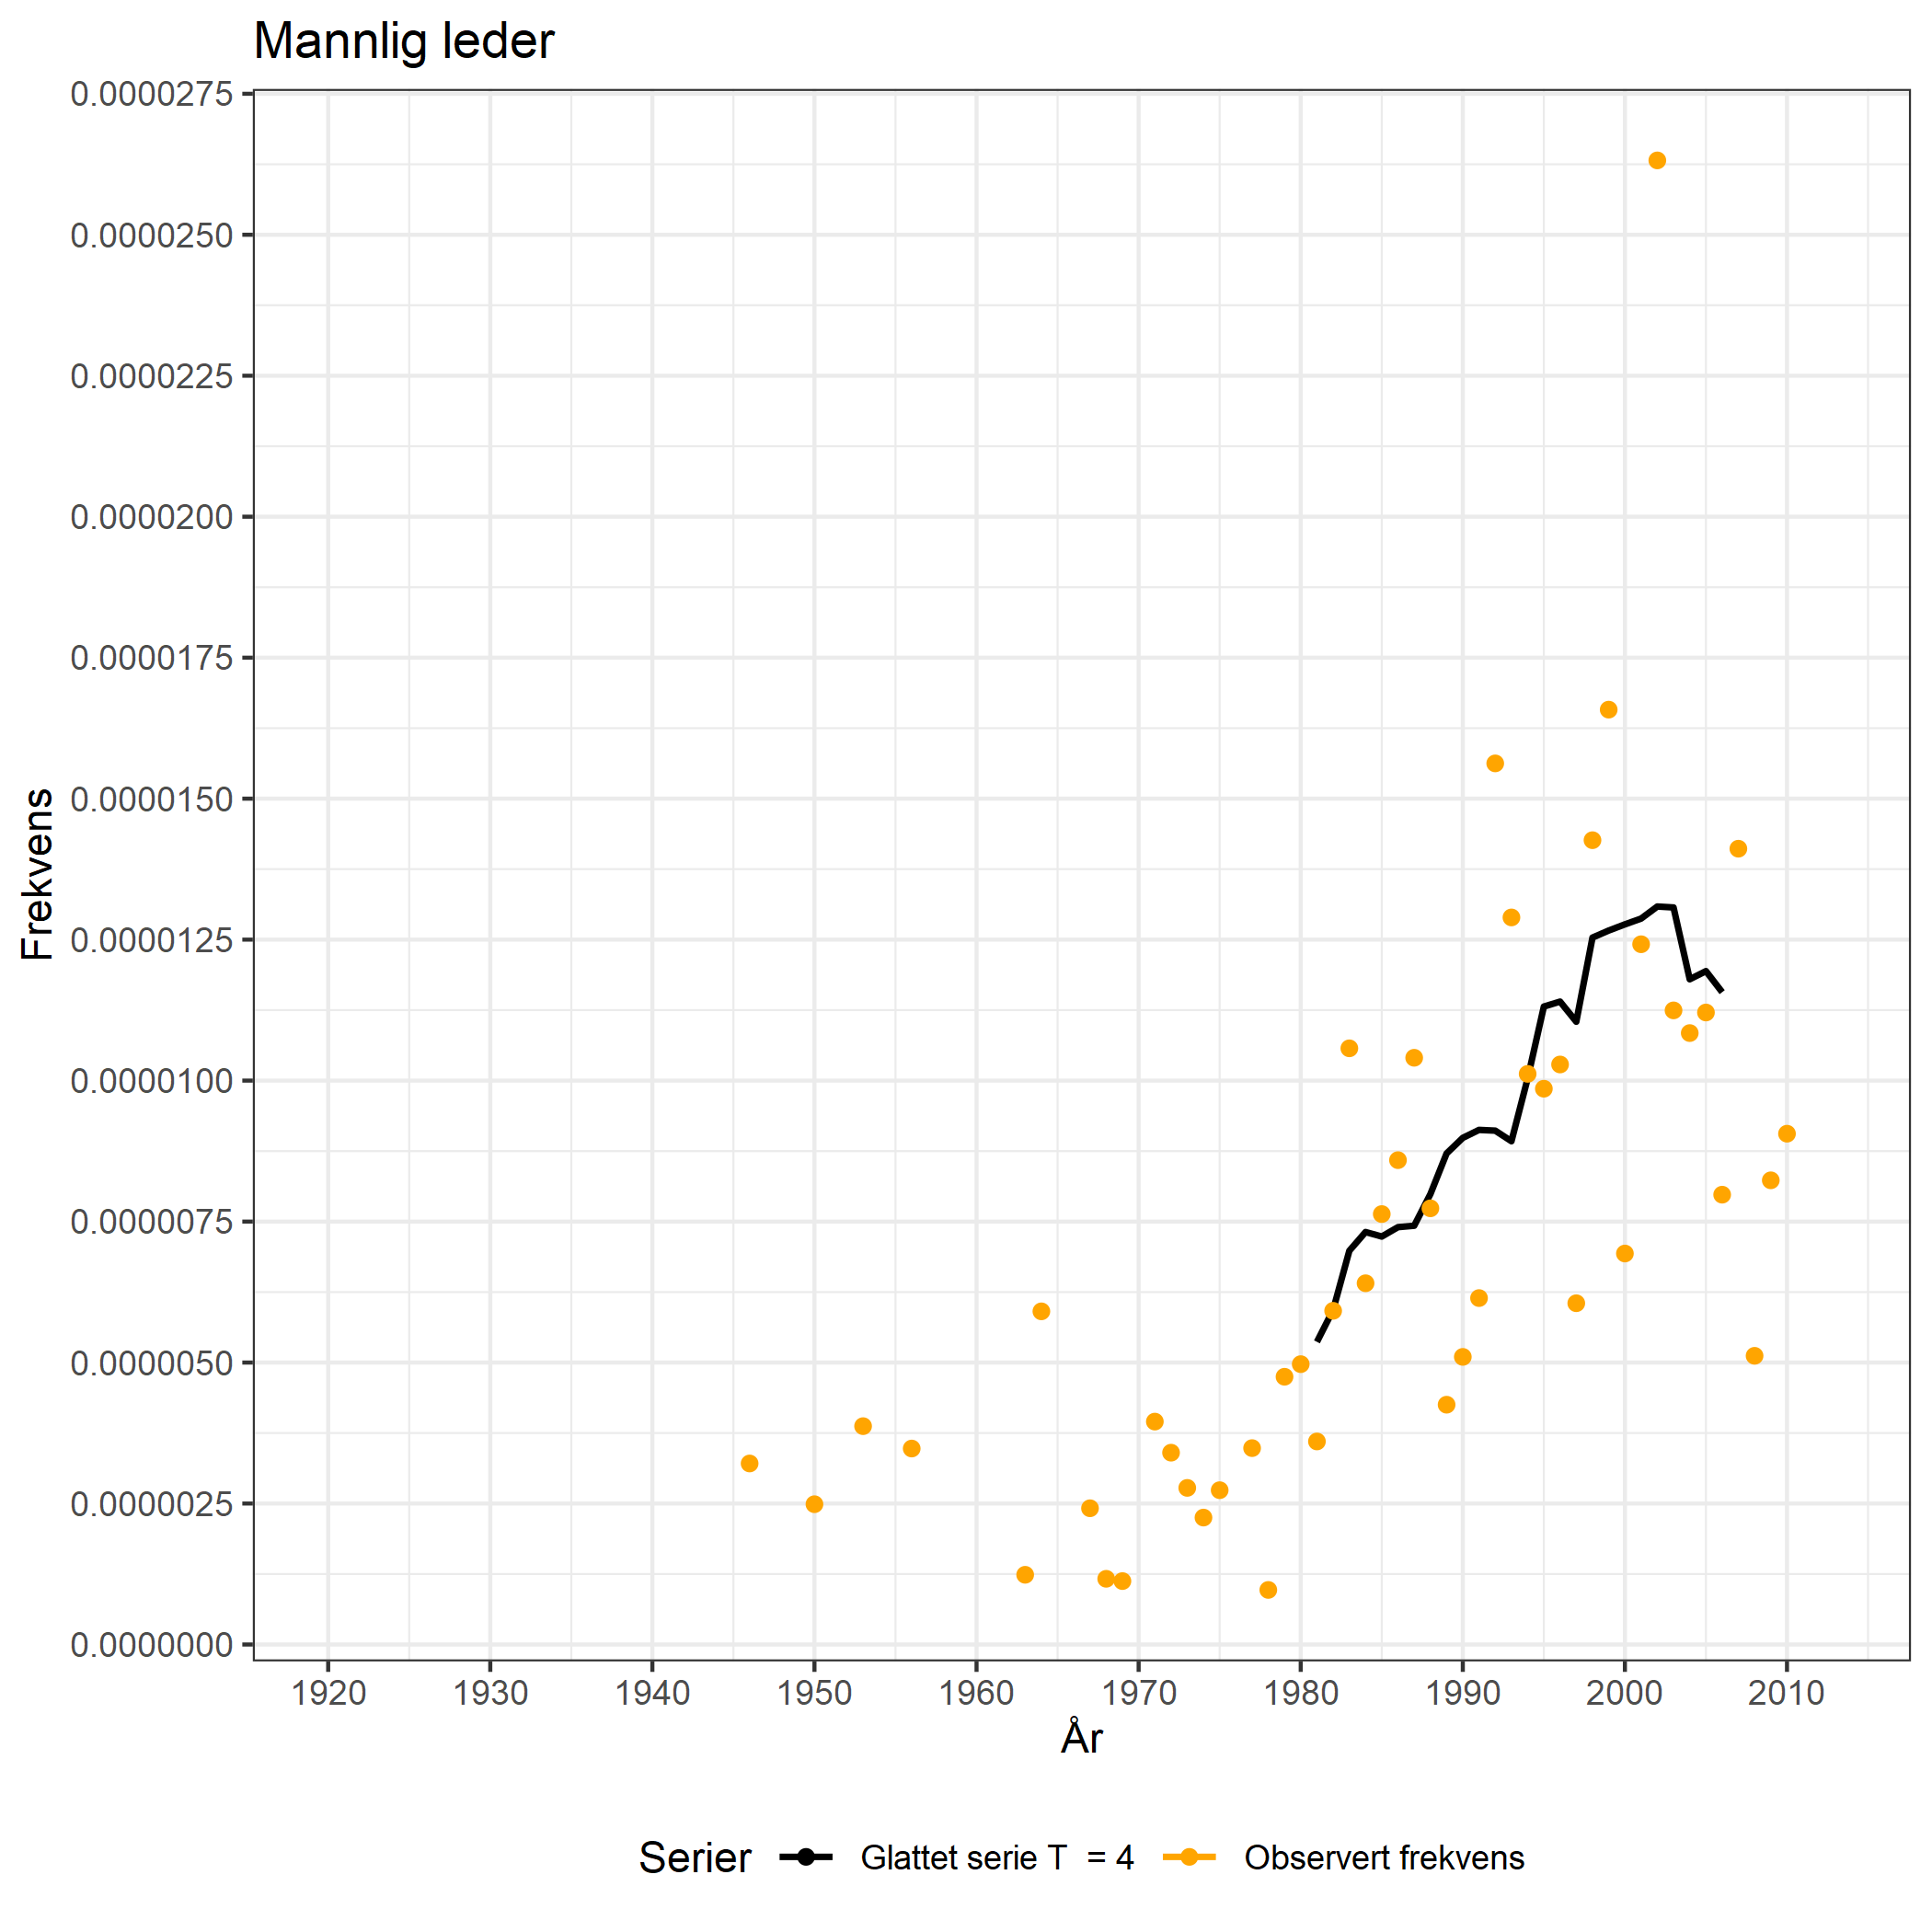 Mannlig leder
0.0000275
0.0000250
0.0000225
0.0000200
0.0000175
0.0000150
0.0000125
0.0000100
0.0000075
0.0000050
0.0000025
0.0000000
Frekvens
1920 1930 1940 1950 1960 1970 1980 1990 2000 2010
År
Serier Glattet serie T = 4 Observert frekvens